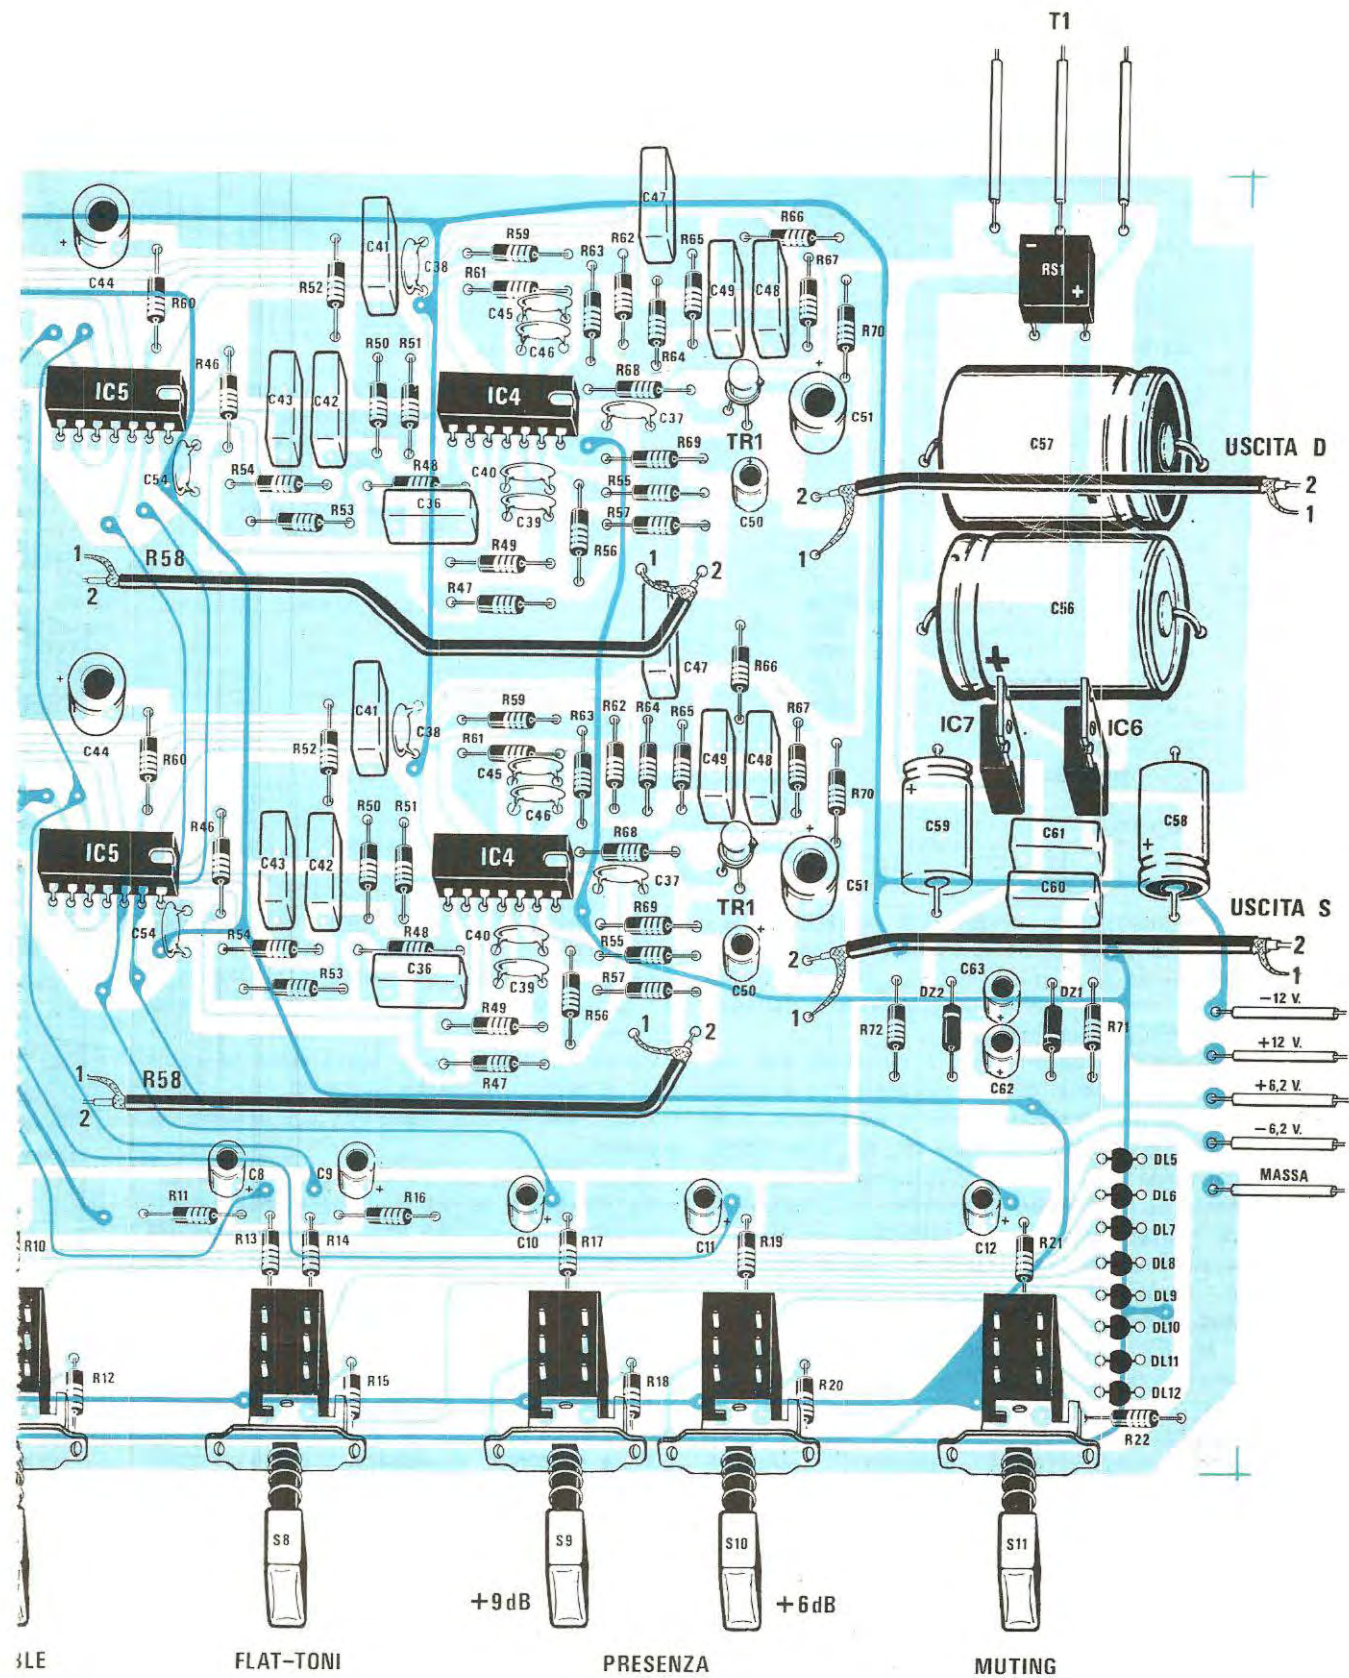 T1
C47
R66
R59
R62
C41
R63
R65
R67
C38
RS1
−
+
R61
C49
C48
R52
+
C44
R60
C45
R70
C46
R64
R50
R51
R46
R68
IC5
IC4
C43
C42
C37
+
C51
C57
USCITA D
TR1
R69
C54
C40
+
R54
R48
R55
2
2
C36
C39
C50
1
R53
R57
R56
1
1
R58
R49
1
2
2
R47
C56
C47
R66
+
+
C41
R59
R62
R64
R65
R67
IC7
IC6
C44
R52
C38
R63
R60
R61
C45
C49
C48
R70
+
C46
C59
C61
C58
+
R50
R51
R46
+
R68
IC5
IC4
C43
C42
C37
C51
C60
TR1
USCITA S
C54
R69
+
C40
R54
R48
R55
2
2
C36
C63
R53
C39
R57
C50
1
DZ2
DZ1
−12 V.
R49
R56
1
2
1
+
R72
R71
+12 V.
R58
R47
+
C62
1
+6,2 V.
2
−6,2 V.
DL5
C8
C9
MASSA
+
+
DL6
R11
R16
DL7
R10
R13
R14
C10
+
R17
C11
+
R19
C12
+
R21
DL8
DL9
DL10
DL11
R12
R15
R18
R20
DL12
R22
S8
S9
S10
S11
+9dB
+6dB
BLE
FLAT–TONI
PRESENZA
MUTING